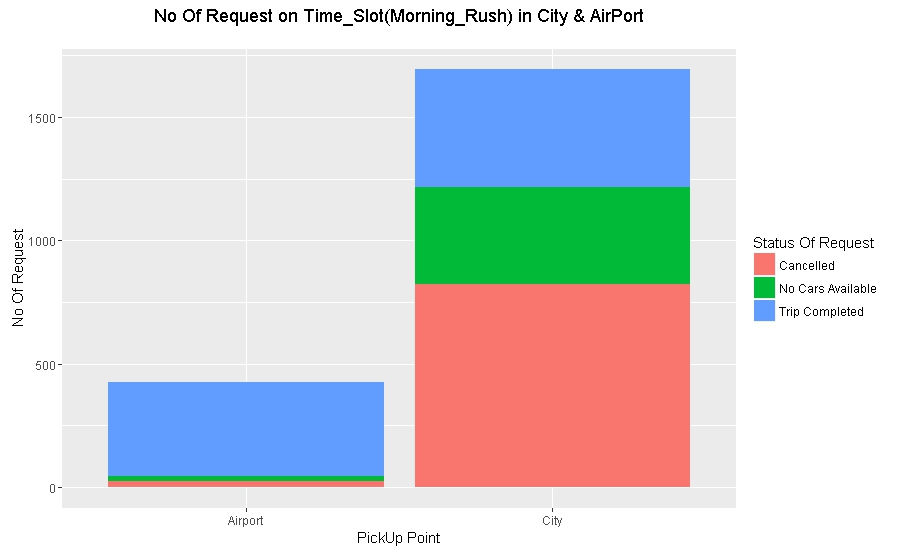 No Of Request on Time_Slot(Morning_Rush) in City & AirPort
No Of Request
1500
1000
500
0
Airport
City
PickUp Point
Status Of Request
Cancelled
No Cars Available
Trip Completed